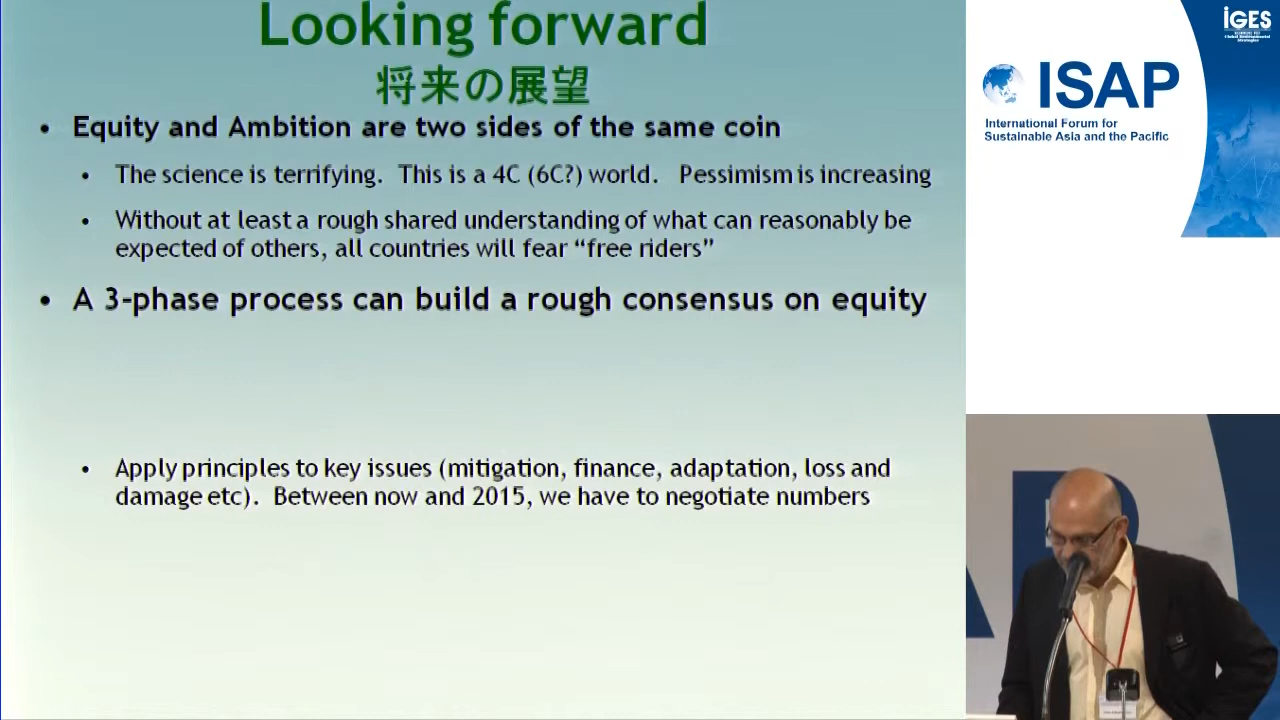 Looking forward
将来の展望
• Equity and Ambition are two sides of the same coin
• The science is terrifying. This is a 4C (6C?) world. Pessimism is increasing
• Without at least a rough shared understanding of what can reasonably be
expected of others, all countries will fear “free riders”
• A 3-phase process can build a rough consensus on equity
• Apply principles to key issues (mitigation, finance, adaptation, loss and
damage etc). Between now and 2015, we have to negotiate numbers
IGES
ISAP
International Forum for
Sustainable Asia and the Pacific